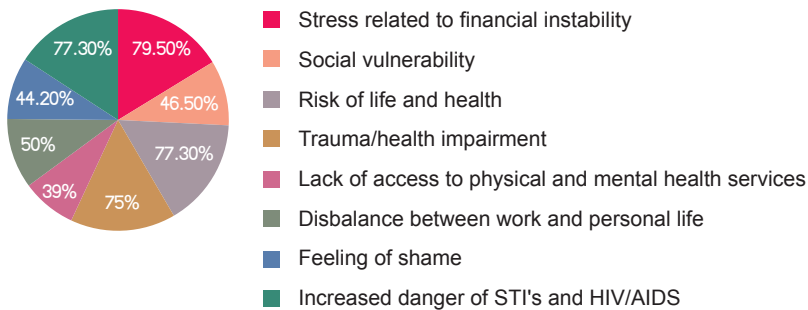 77.30%
79.50%
44.20%
46.50%
50%
77.30%
39%
75%
Stress related to financial instability
Social vulnerability
Risk of life and health
Trauma/health impairment
Lack of access to physical and mental health services
Disbalance between work and personal life
Feeling of shame
Increased danger of STI's and HIV/AIDS